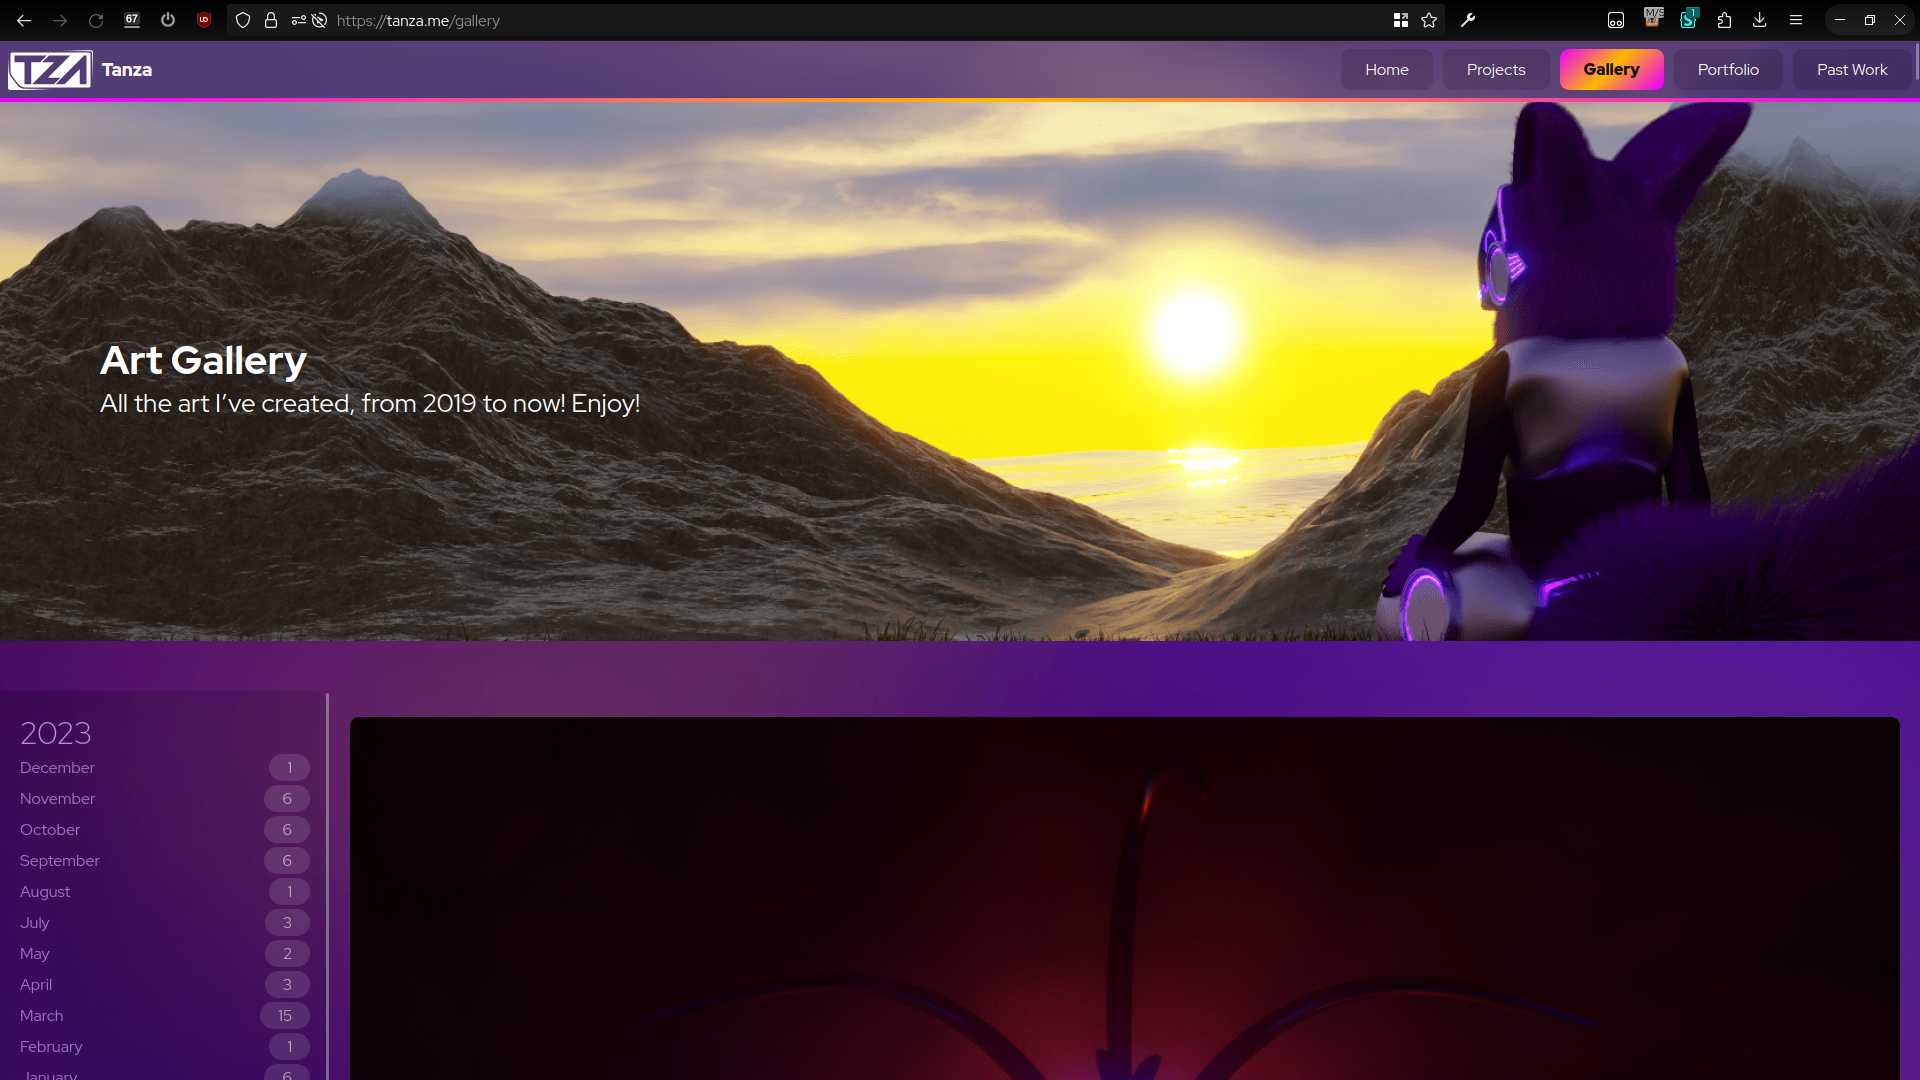 67
https://tanza.me/gallery
1
TZA Tanza
Home
Projects
Gallery
Portfolio
Past Work
Art Gallery
All the art I've created, from 2019 to now! Enjoy!
2023
December 1
November 6
October 6
September 6
August 1
July 3
May 2
April 3
March 15
February 1
January 6